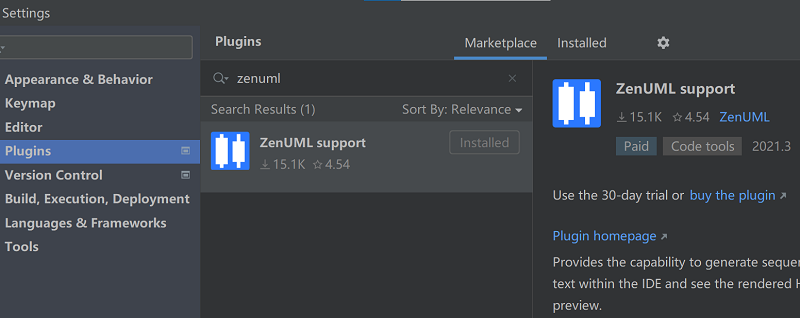 Settings
Appearance & Behavior
Keymap
Editor
Plugins
Version Control
Build, Execution, Deployment
Languages & Frameworks
Tools
Plugins
Marketplace
Installed
zenuml
Search Results (1)
Sort By: Relevance
ZenUML support
Installed
15.1K
4.54
ZenUML support
15.1K
4.54
ZenUML
Paid
Code tools
2021.3
Use the 30-day trial or buy the plugin
Plugin homepage
Provides the capability to generate
text within the IDE and see the rendered
preview.